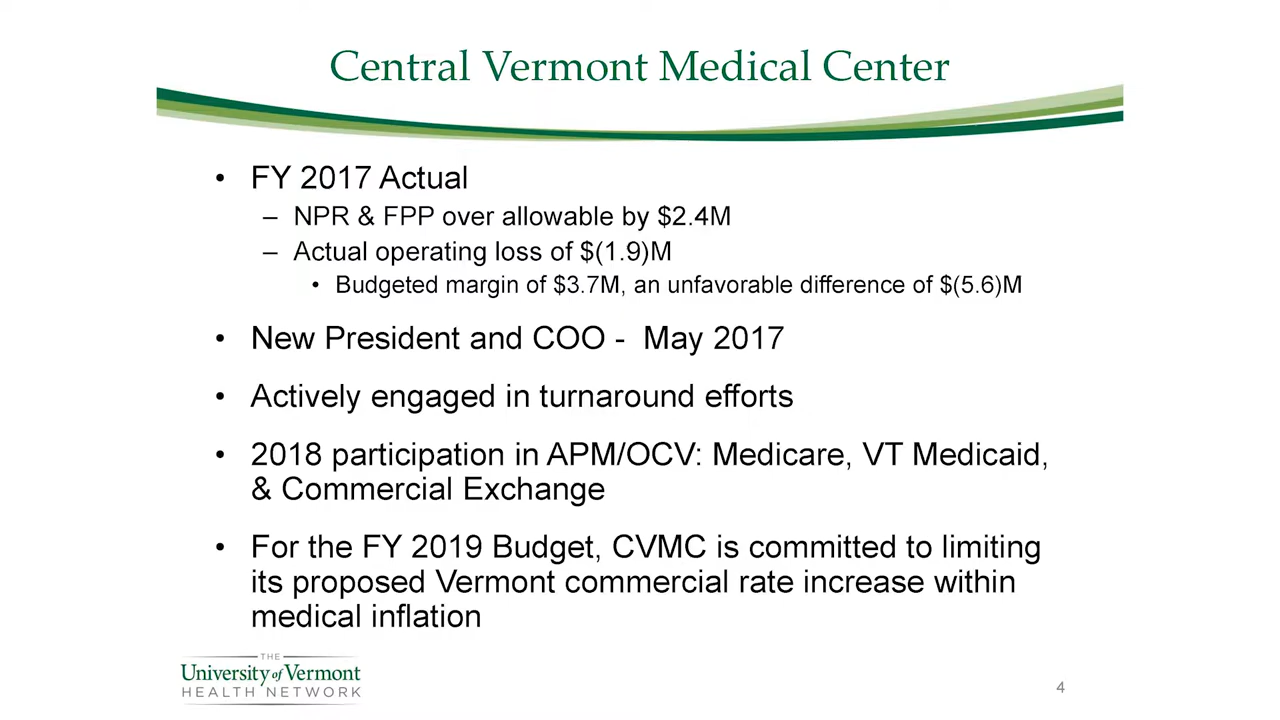 Central Vermont Medical Center
• FY 2017 Actual
– NPR & FPP over allowable by $2.4M
– Actual operating loss of $(1.9)M
• Budgeted margin of $3.7M, an unfavorable difference of $(5.6)M
• New President and COO - May 2017
• Actively engaged in turnaround efforts
• 2018 participation in APM/OCV: Medicare, VT Medicaid,
& Commercial Exchange
• For the FY 2019 Budget, CVMC is committed to limiting
its proposed Vermont commercial rate increase within
medical inflation
THE
University of Vermont
HEALTH NETWORK
4